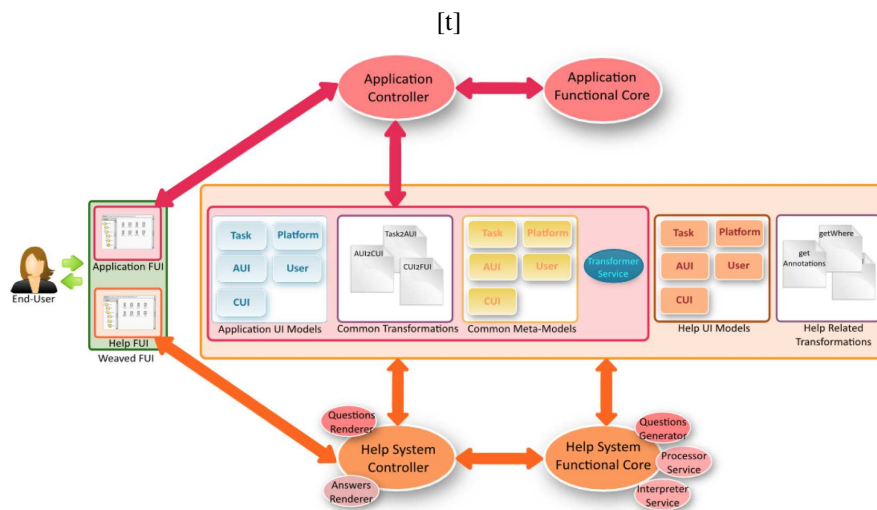 [t]
Application
Controller
Application
Functional Core
Task
Platform
AUI
User
CUI
Application UI Models
Task2AUI
AUI2CUI
CUI2FUI
Common Transformations
Task
Platform
AUI
User
CUI
Common Meta-Models
Transformer
Service
Task
Platform
AUI
User
CUI
Help UI Models
getWhere
get
Annotations
Help Related
Transformations
Application FUI
Help FUI
Weaved FUI
End-User
Questions
Renderer
Help System
Controller
Answers
Renderer
Help System
Functional Core
Questions
Generator
Processor
Service
Interpreter
Service